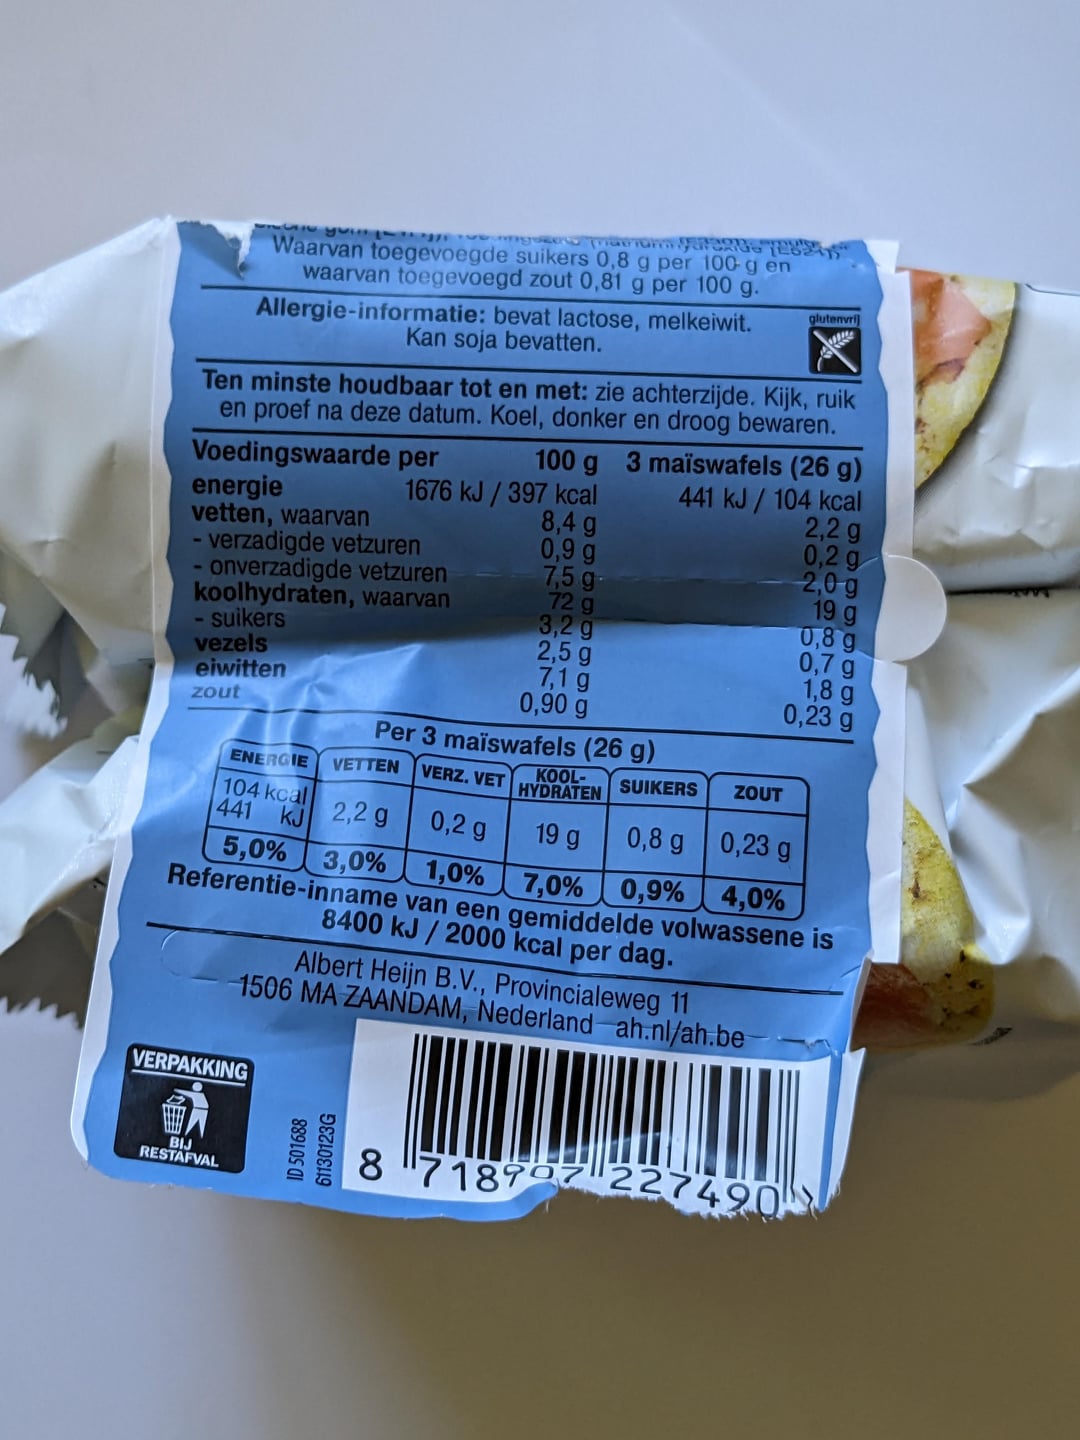 Waarvan toegevoegde suikers 0,8 g per 100 g en
waarvan toegevoegd zout 0,81 g per 100 g.
Allergie-informatie: bevat lactose, melkeiwit.
Kan soja bevatten.
glutenvrij
Ten minste houdbaar tot en met: zie achterzijde. Kijk, ruik
en proef na deze datum. Koel, donker en droog bewaren.
Voedingswaarde per 100 g 3 maïswafels (26 g)
energie 1676 kJ / 397 kcal 441 kJ / 104 kcal
vetten, waarvan 8,4 g 2,2 g
- verzadigde vetzuren 0,9 g 0,2 g
- onverzadigde vetzuren 7,5 g 2,0 g
koolhydraten, waarvan 72 g 19 g
- suikers 3,2 g 0,8 g
vezels 2,5 g 0,7 g
eiwitten 7,1 g 1,8 g
zout 0,90 g 0,23 g
Per 3 maïswafels (26 g)
ENERGIE VETTEN VERZ. VET KOOL-
HYDRATEN SUIKERS ZOUT
104 kcal
441 kJ 2,2 g 0,2 g 19 g 0,8 g 0,23 g
5,0% 3,0% 1,0% 7,0% 0,9% 4,0%
Referentie-inname van een gemiddelde volwassene is
8400 kJ / 2000 kcal per dag.
Albert Heijn B.V., Provincialeweg 11
1506 MA ZAANDAM, Nederland ah.nl/ah.be
VERPAKKING
BIJ
RESTAFVAL
ID 501688
61130123G
8 718907 227490